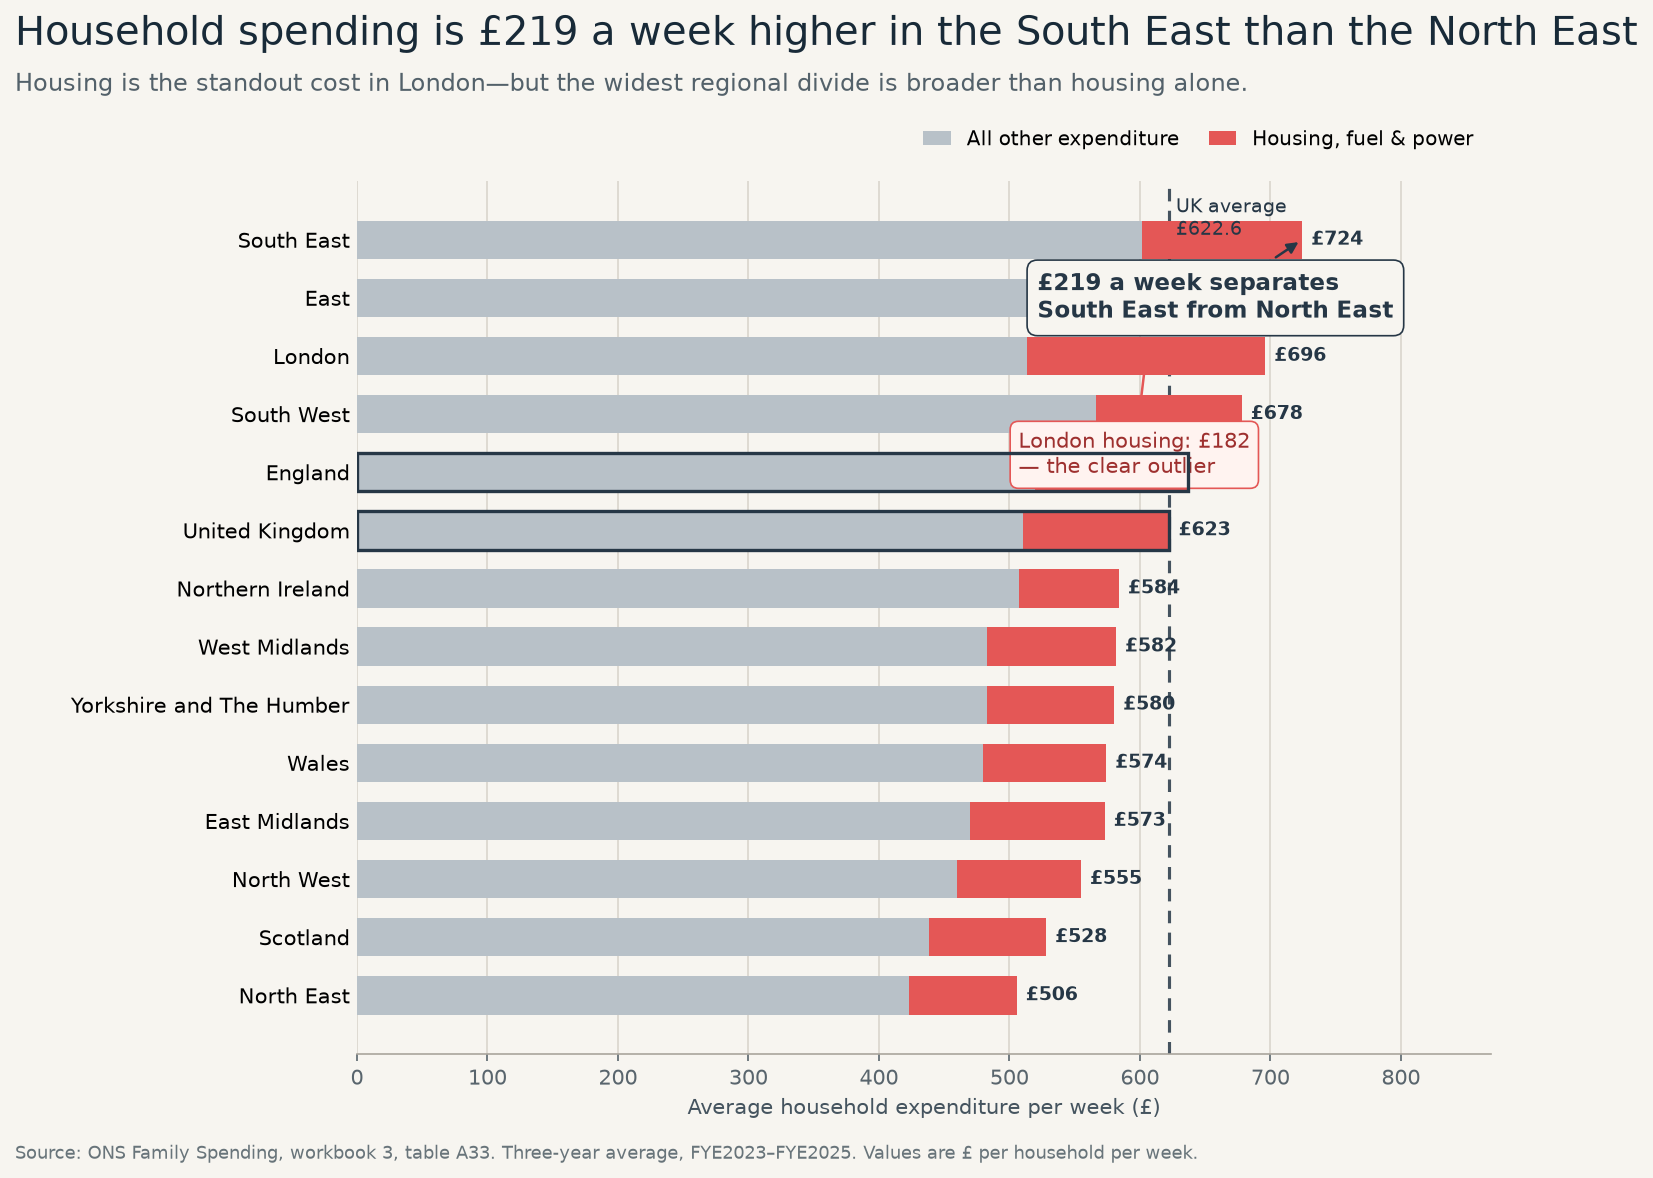 Household spending is £219 a week higher in the South East than the North East
Housing is the standout cost in London—but the widest regional divide is broader than housing alone.
All other expenditure
Housing, fuel & power
UK average
£622.6
South East
£724
£219 a week separates
South East from North East
East
London
£696
South West
£678
London housing: £182
— the clear outlier
England
United Kingdom
£623
Northern Ireland
£584
West Midlands
£582
Yorkshire and The Humber
£580
Wales
£574
East Midlands
£573
North West
£555
Scotland
£528
North East
£506
0 100 200 300 400 500 600 700 800
Average household expenditure per week (£)
Source: ONS Family Spending, workbook 3, table A33. Three-year average, FYE2023–FYE2025. Values are £ per household per week.